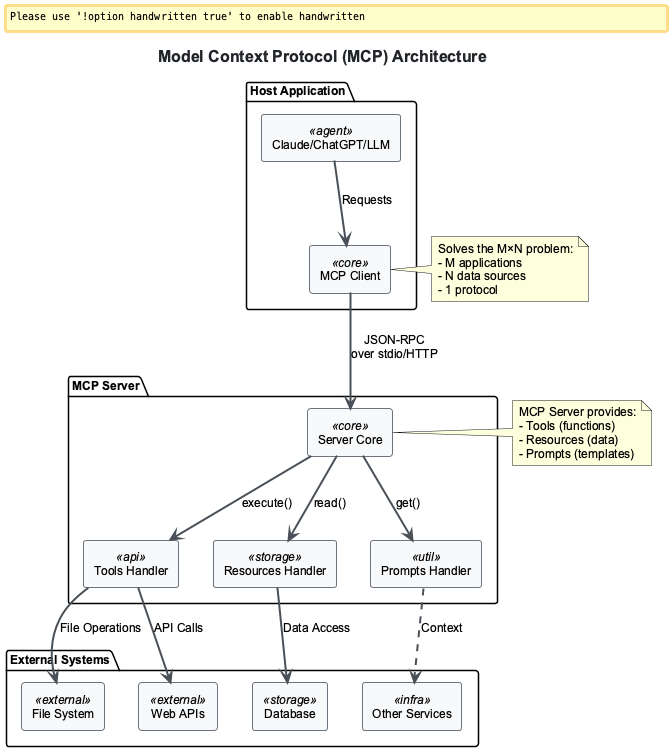 Please use '!option handwritten true' to enable handwritten
Model Context Protocol (MCP) Architecture
Host Application
«agent»
Claude/ChatGPT/LLM
Requests
«core»
MCP Client
Solves the M×N problem:
- M applications
- N data sources
- 1 protocol
JSON-RPC
over stdio/HTTP
MCP Server
«core»
Server Core
MCP Server provides:
- Tools (functions)
- Resources (data)
- Prompts (templates)
execute()
read()
get()
«api»
Tools Handler
«storage»
Resources Handler
«util»
Prompts Handler
File Operations
API Calls
Data Access
Context
External Systems
«external»
File System
«external»
Web APIs
«storage»
Database
«infra»
Other Services